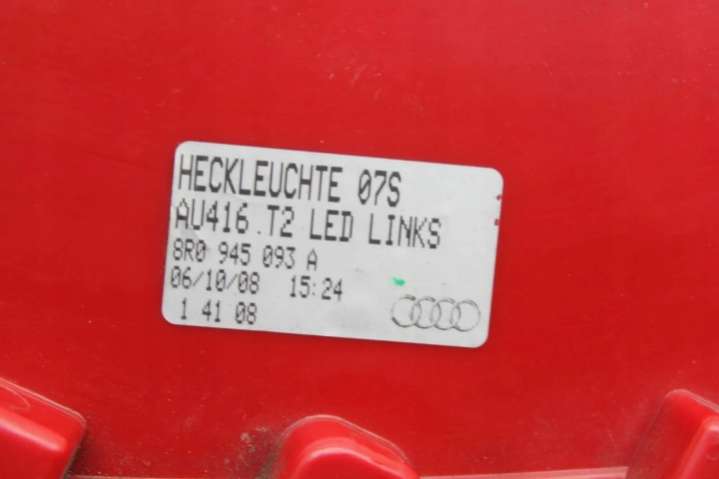 HECKLEUCHTE 07S
AU416.T2 LED LINKS
8R0 945 093 A
06/10/08 15:24
1 41 08